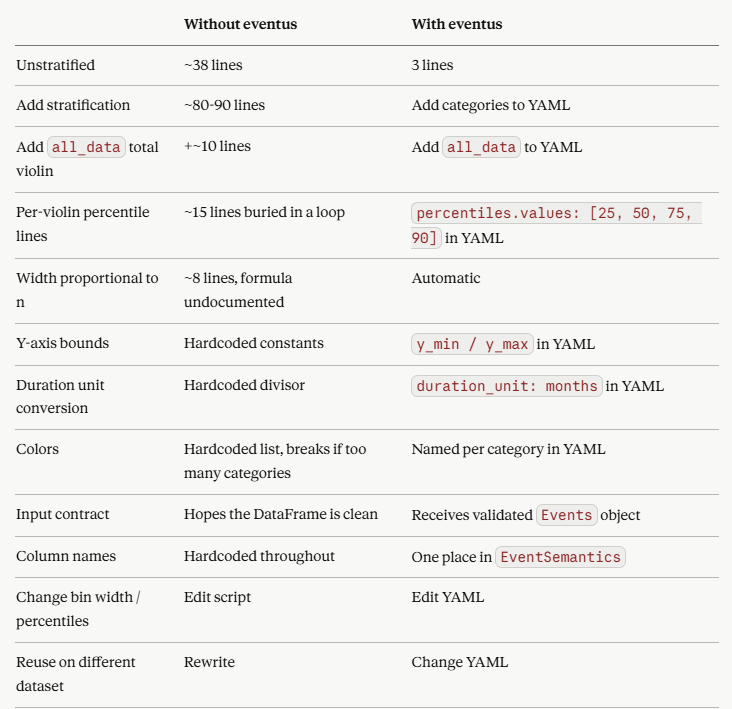 Without eventus With eventus
Unstratified ~38 lines 3 lines
Add stratification ~80-90 lines Add categories to YAML
Add all_data total +~10 lines Add all_data to YAML
violin
Per-violin percentile ~15 lines buried in a loop percentiles.values: [25, 50, 75,
lines 90] in YAML
Width proportional to ~8 lines, formula Automatic
n undocumented
Y-axis bounds Hardcoded constants y_min / y_max in YAML
Duration unit Hardcoded divisor duration_unit: months in YAML
conversion
Colors Hardcoded list, breaks if too Named per category in YAML
many categories
Input contract Hopes the DataFrame is clean Receives validated Events object
Column names Hardcoded throughout One place in EventSemantics
Change bin width / Edit script Edit YAML
percentiles
Reuse on different Rewrite Change YAML
dataset